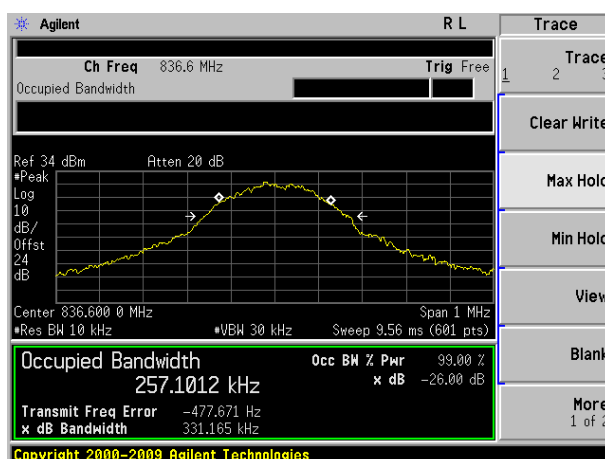 Agilent R L Trace
Ch Freq 836.6 MHz Trig Free
Occupied Bandwidth
Trace
1 2 3
Clear Write
Max Hold
Min Hold
View
Blank
More
1 of 2
Ref 34 dBm Atten 20 dB
#Peak
Log
10
dB/
Offst
24
dB
Center 836.600 0 MHz Span 1 MHz
#Res BW 10 kHz #VBW 30 kHz Sweep 9.56 ms (601 pts)
Occupied Bandwidth Occ BW % Pwr 99.00 %
257.1012 kHz x dB -26.00 dB
Transmit Freq Error -477.671 Hz
x dB Bandwidth 331.165 kHz
Copyright 2000-2009 Agilent Technologies